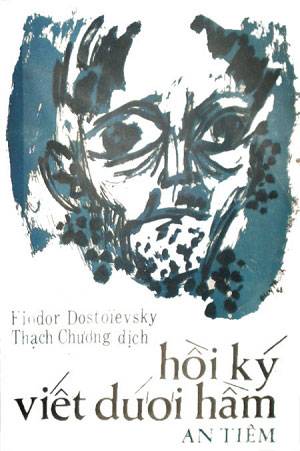 Fiodor Dostoievsky
Thạch Chương dịch
hồi ký
viết dưới hầm
AN TIÊM